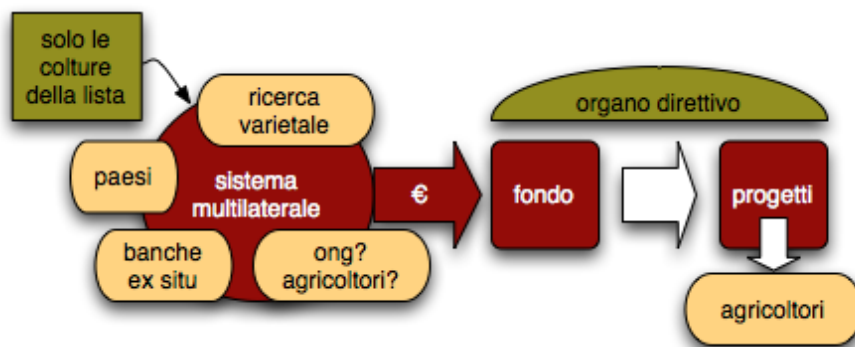 solo le
colture
della lista
ricerca
varietale
paesi
sistema
multilaterale
banche
ex situ
ong?
agricoltori?
€
organo direttivo
fondo
progetti
agricoltori